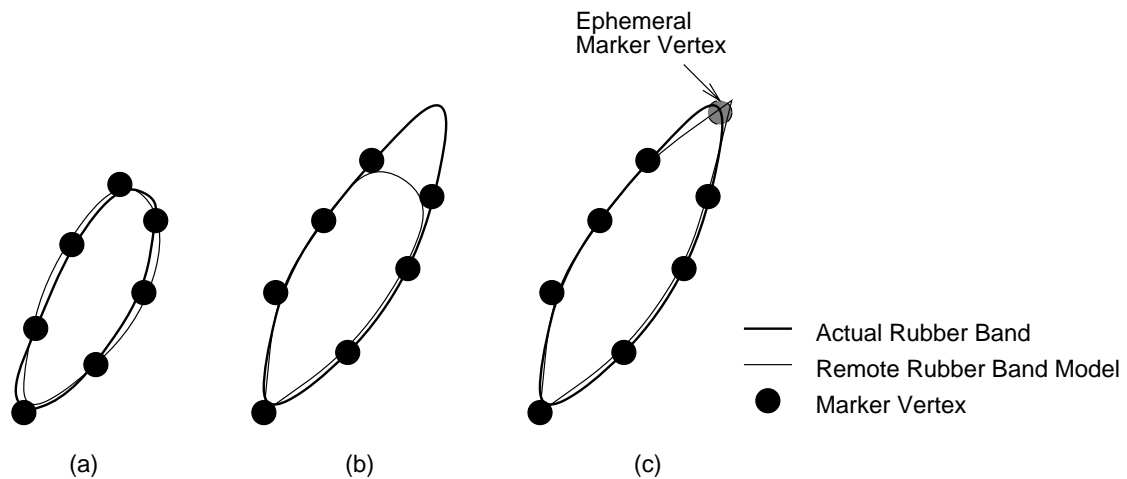 Ephemeral
Marker Vertex
Actual Rubber Band
Remote Rubber Band Model
Marker Vertex
(a)
(b)
(c)